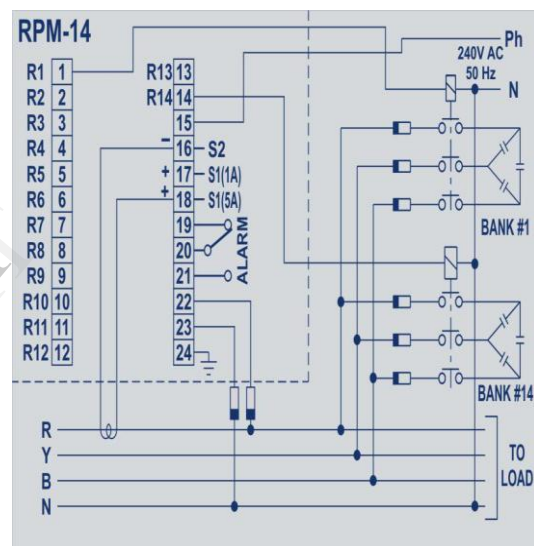 RPM-14
Ph
240V AC
50 Hz
N
R1 1
R2 2
R3 3
R4 4
R5 5
R6 6
R7 7
R8 8
R9 9
R10 10
R11 11
R12 12
R13 13
R14 14
15
- 16 S2
+ 17 S1(1A)
+ 18 S1(5A)
19
20
21
ALARM
22
23
24
BANK #1
BANK #14
R
Y
B
N
TO
LOAD